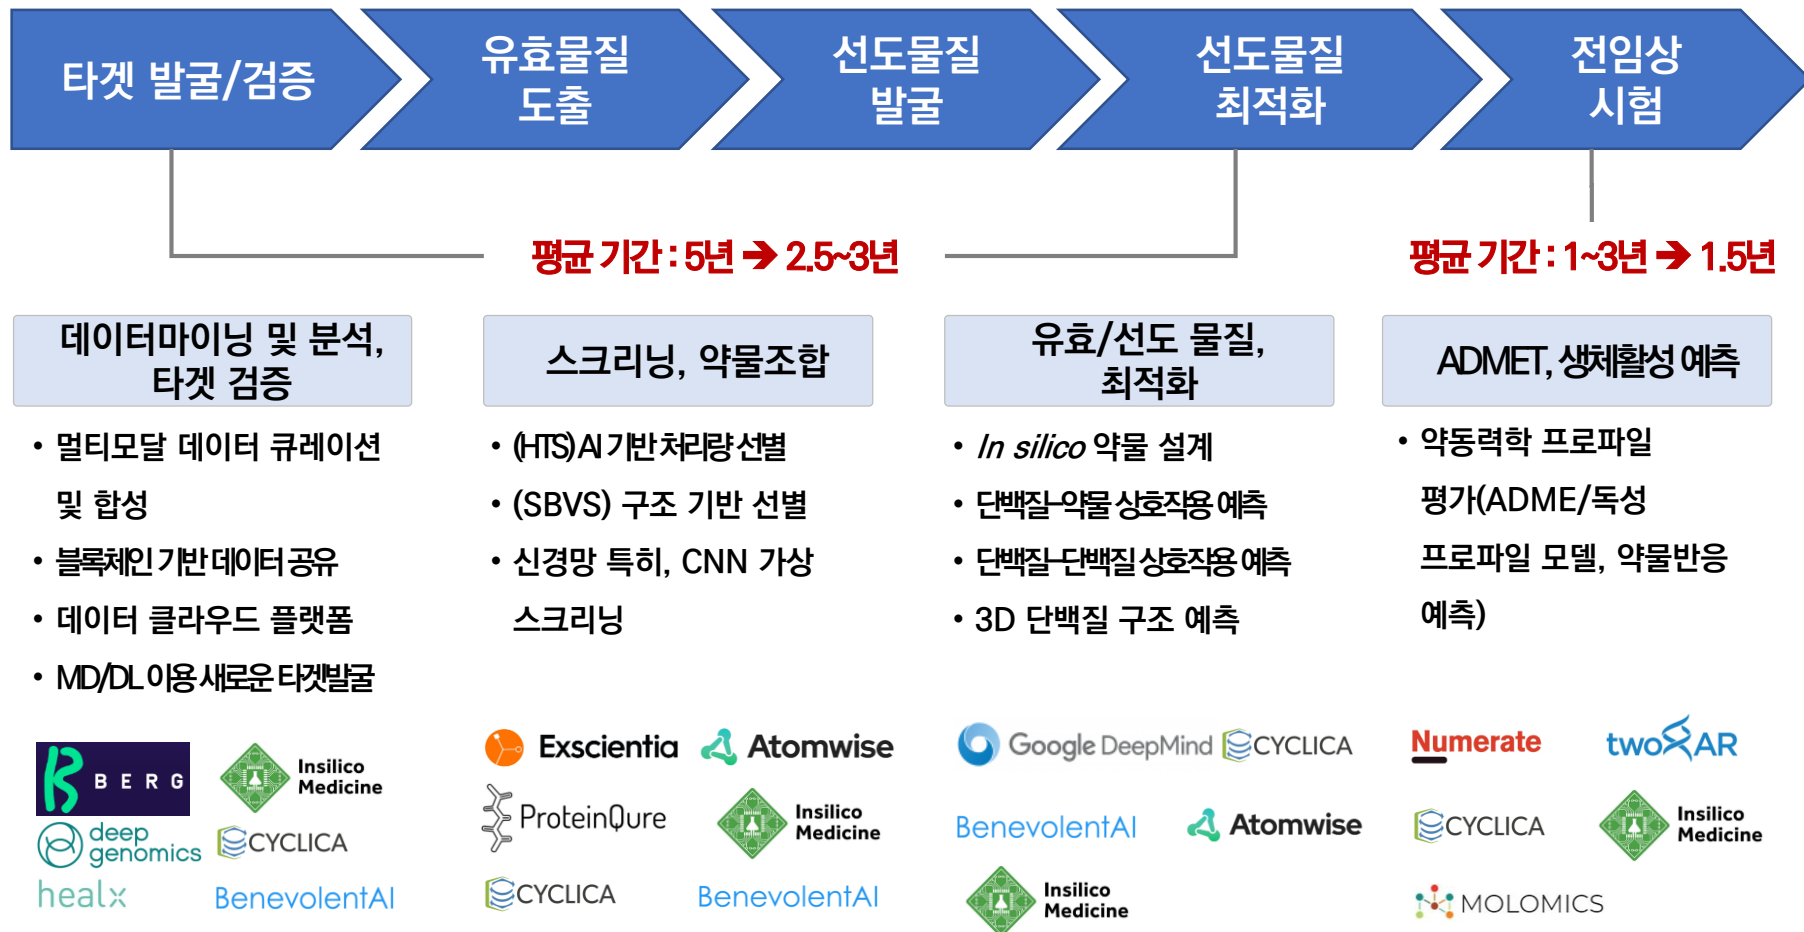 타겟 발굴/검증
유효물질
도출
선도물질
발굴
선도물질
최적화
전임상
시험
평균 기간 : 5년 ➔ 2.5~3년
평균 기간 : 1~3년 ➔ 1.5년
데이터마이닝 및 분석,
타겟 검증
• 멀티모달 데이터 큐레이션
및 합성
• 블록체인 기반 데이터 공유
• 데이터 클라우드 플랫폼
• MD/DL 이용 새로운 타겟발굴
BERG
Insilico
Medicine
deep
genomics
CYCLICA
healx
BenevolentAI
스크리닝, 약물조합
• (HTS) AI 기반 처리량 선별
• (SBVS) 구조 기반 선별
• 신경망 특히, CNN 가상
스크리닝
Exscientia
Atomwise
ProteinQure
Insilico
Medicine
CYCLICA
BenevolentAI
유효/선도 물질,
최적화
• In silico 약물 설계
• 단백질-약물 상호작용 예측
• 단백질-단백질 상호작용 예측
• 3D 단백질 구조 예측
Google DeepMind
CYCLICA
BenevolentAI
Atomwise
Insilico
Medicine
ADMET, 생체활성 예측
• 약동력학 프로파일
평가(ADME/독성
프로파일 모델, 약물반응
예측)
Numerate
twoXAR
CYCLICA
Insilico
Medicine
MOLOMICS